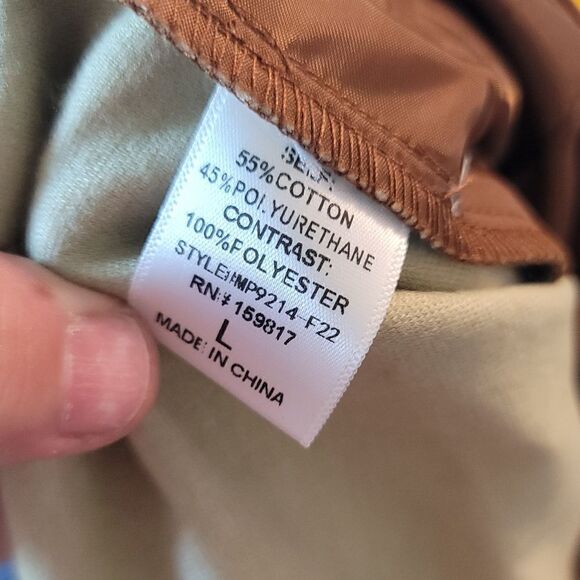 SELF:
55%COTTON
45%POLYURETHANE
CONTRAST:
100%POLYESTER
STYLE#MP9214-F22
RN# 159817
L
MADE IN CHINA